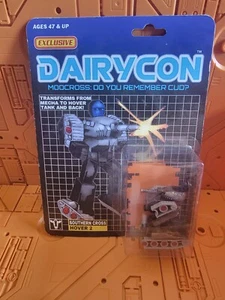 AGES 47 & UP
EXCLUSIVE
DAIRYCON
TM
MOOCROSS: DO YOU REMEMBER CUD?
TRANSFORMS FROM
MECHA TO HOVER
TANK AND BACK!
SOUTHERN CROSS
HOVER 2